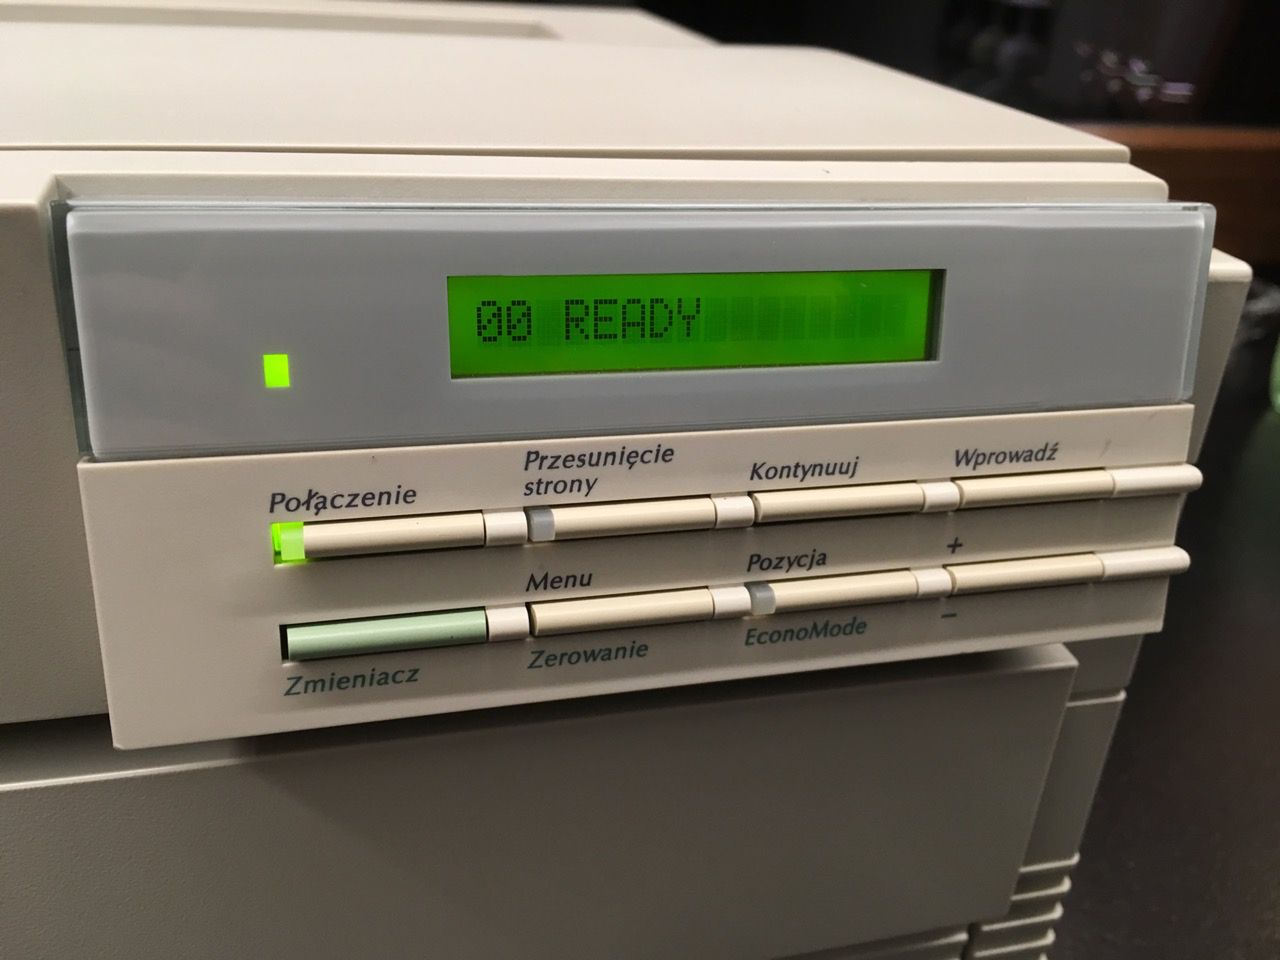 00 READY
Połączenie
Przesunięcie
strony
Kontynuuj
Wprowadź
Menu
Pozycja
+
Zmieniacz
Zerowanie
EconoMode
−